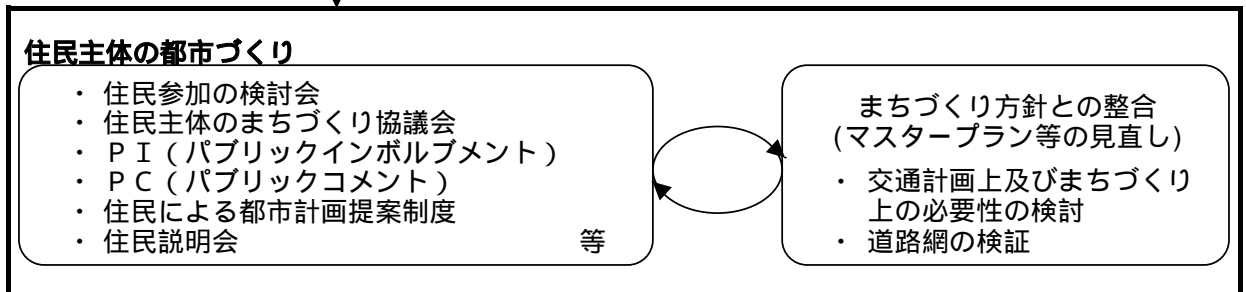 住民主体の都市づくり
・ 住民参加の検討会
・ 住民主体のまちづくり協議会
・ ＰＩ（パブリックインボルブメント）
・ ＰＣ（パブリックコメント）
・ 住民による都市計画提案制度
・ 住民説明会　等
まちづくり方針との整合
(マスタープラン等の見直し)
・ 交通計画上及びまちづくり
上の必要性の検討
・ 道路網の検証